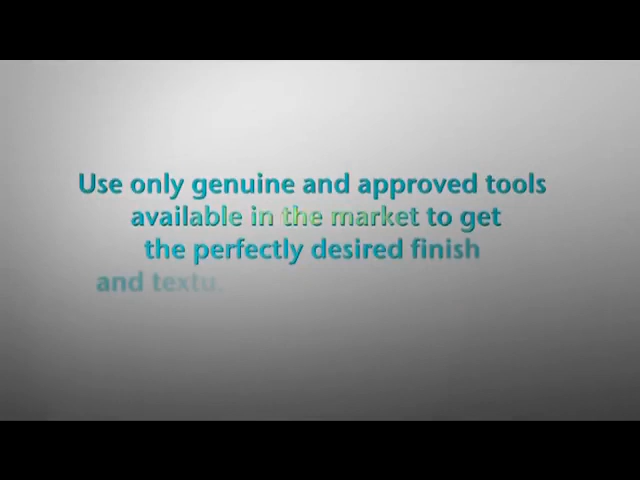 Use only genuine and approved tools
available in the market to get
the perfectly desired finish
and